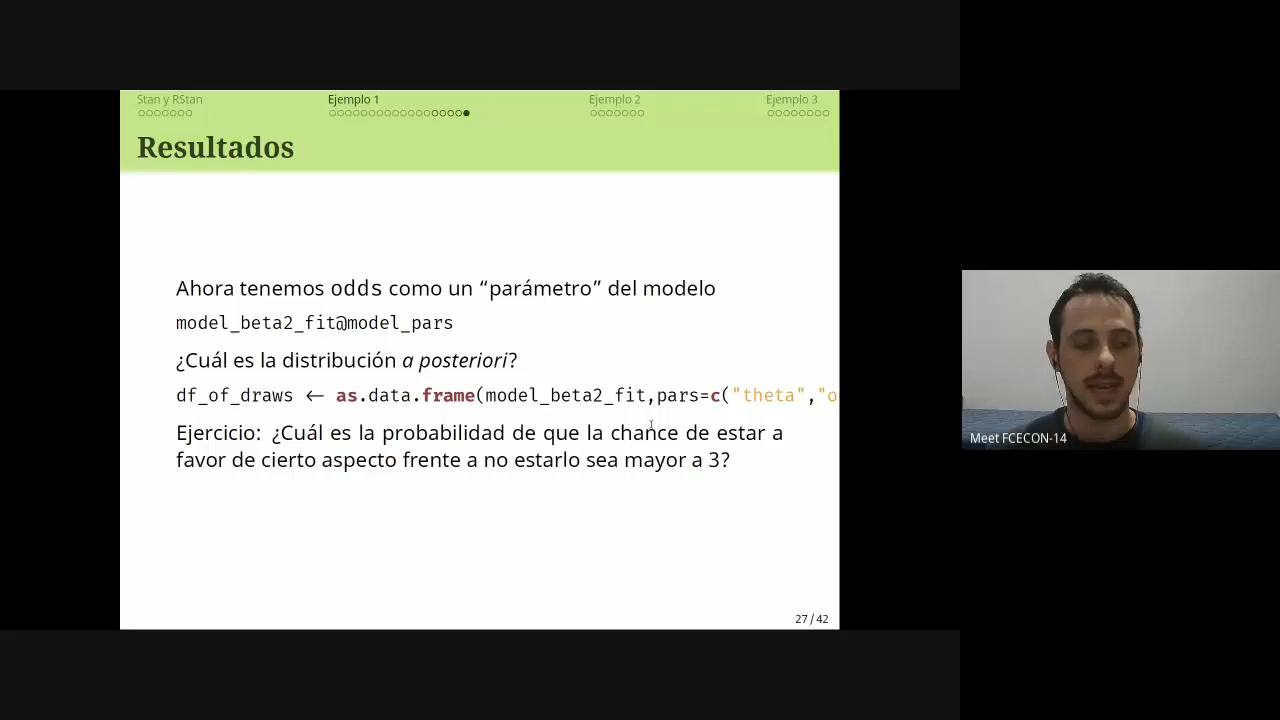 Stan y RStan Ejemplo 1 Ejemplo 2 Ejemplo 3
Resultados
Ahora tenemos odds como un “parámetro” del modelo
model_beta2_fit@model_pars
¿Cuál es la distribución a posteriori?
df_of_draws <- as.data.frame(model_beta2_fit,pars=c("theta","o
Ejercicio: ¿Cuál es la probabilidad de que la chance de estar a
favor de cierto aspecto frente a no estarlo sea mayor a 3?
27 / 42
Meet FCECON-14